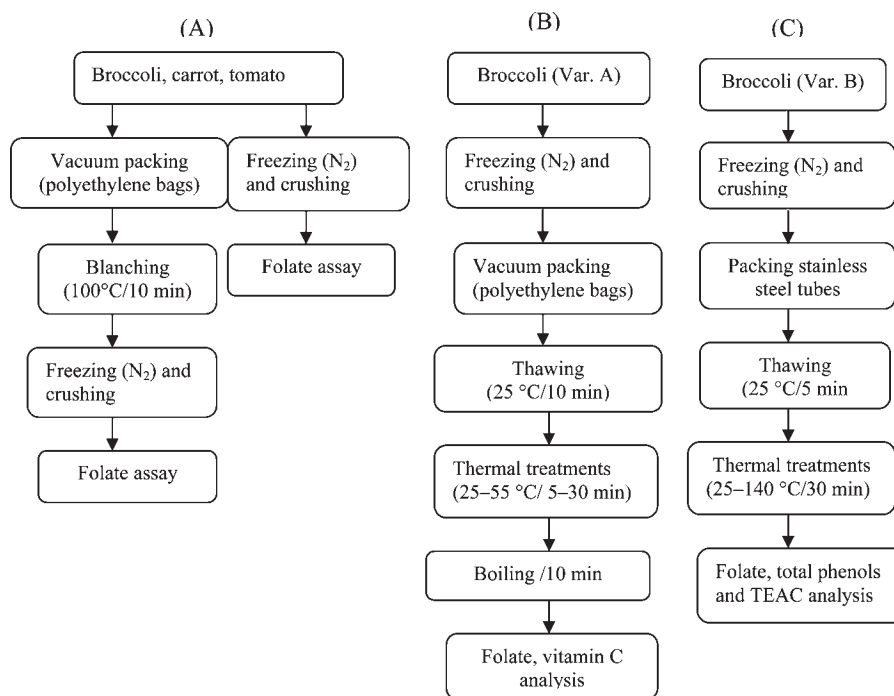 (A)
Broccoli, carrot, tomato
Vacuum packing
(polyethylene bags)
Freezing (N₂)
and crushing
Blanching
(100°C/10 min)
Folate assay
Freezing (N₂) and
crushing
Folate assay
(B)
Broccoli (Var. A)
Freezing (N₂) and
crushing
Vacuum packing
(polyethylene bags)
Thawing
(25 °C/10 min)
Thermal treatments
(25–55 °C/ 5–30 min)
Boiling /10 min
Folate, vitamin C
analysis
(C)
Broccoli (Var. B)
Freezing (N₂) and
crushing
Packing stainless
steel tubes
Thawing
(25 °C/5 min
Thermal treatments
(25–140 °C/30 min)
Folate, total phenols
and TEAC analysis